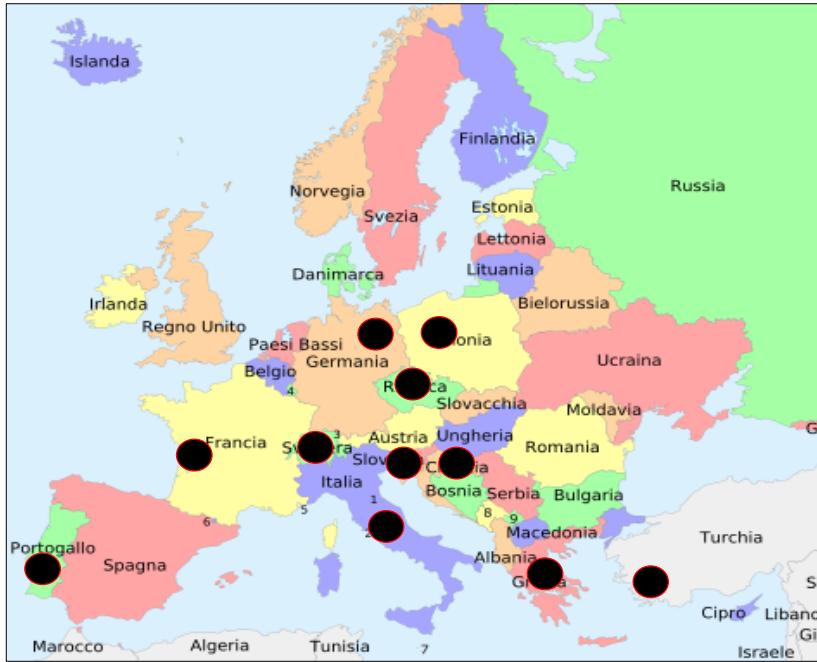 Islanda
Finlandia
Norvegia
Russia
Svezia
Estonia
Lettonia
Danimarca
Lituania
Irlanda
Bielorussia
Regno Unito
Paesi Bassi
Germania
Belgio
Ucraina
4
Slovacchia
Moldavia
3
Austria
Ungheria
Francia
Romania
Italia
Bosnia
Serbia
Bulgaria
1
5
8
9
6
2
Macedonia
Turchia
Portogallo
Albania
Spagna
Cipro
Libano
Marocco
Algeria
Tunisia
7
Israele